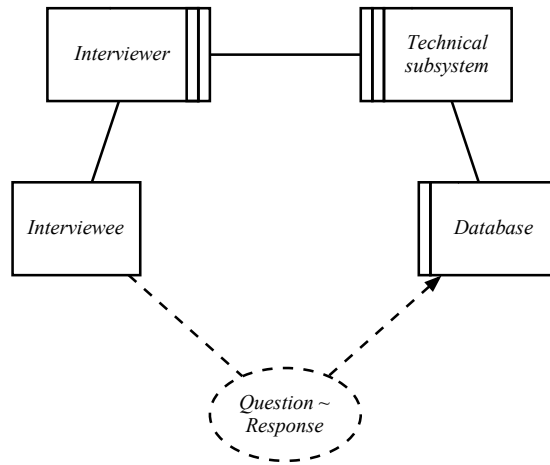 Interviewer
Technical
subsystem
Interviewee
Database
Question ~
Response